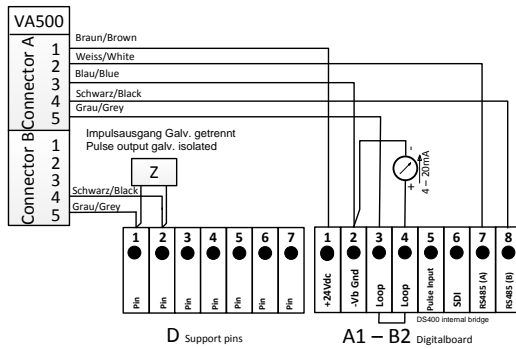 VA500
Connector A
1
2
3
4
5
Braun/Brown
Weiss/White
Blau/Blue
Schwarz/Black
Grau/Grey
Connector B
1
2
3
4
5
Impulsausgang Galv. getrennt
Pulse output galv. isolated
Z
Schwarz/Black
Grau/Grey
- + 4 – 20mA
1 2 3 4 5 6 7
Pin Pin Pin Pin Pin Pin Pin
D Support pins
1 2 3 4 5 6 7 8
+24Vdc -Vb Gnd Loop Loop Pulse Input SDI RS485 (A) RS485 (B)
DS400 internal bridge
A1 – B2 Digitalboard